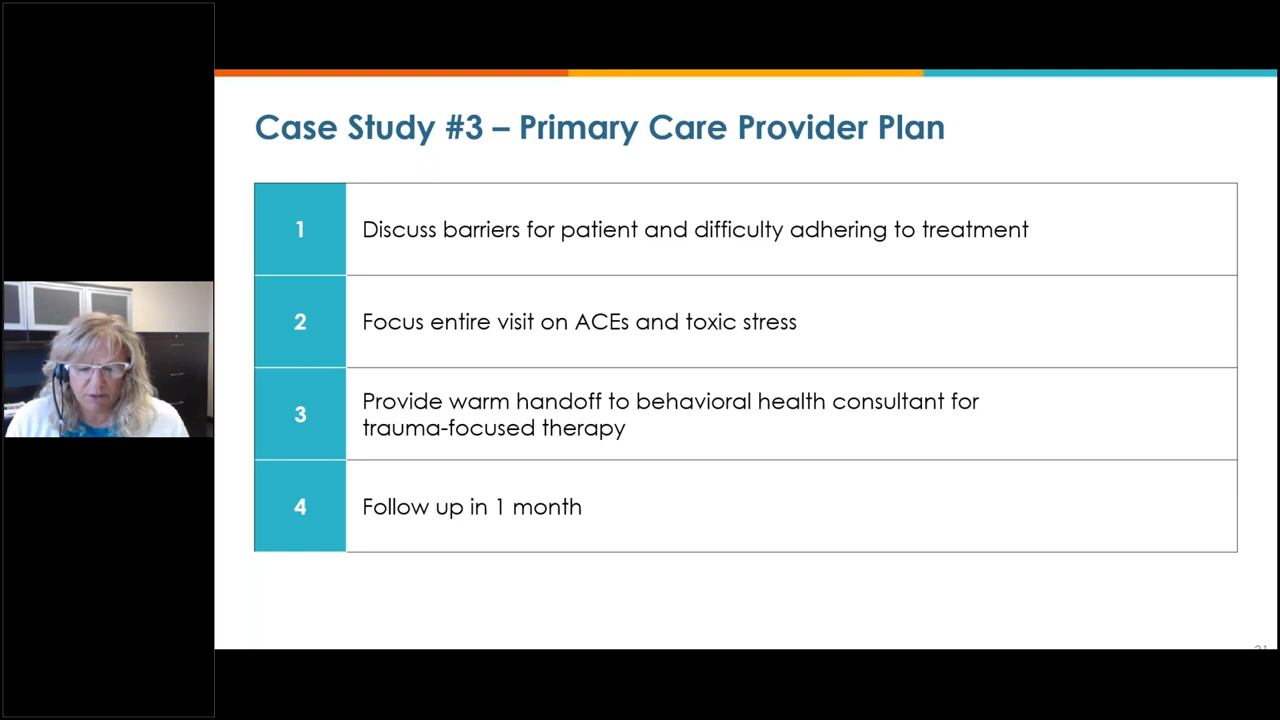 Case Study #3 – Primary Care Provider Plan
1
Discuss barriers for patient and difficulty adhering to treatment
2
Focus entire visit on ACEs and toxic stress
3
Provide warm handoff to behavioral health consultant for
trauma-focused therapy
4
Follow up in 1 month